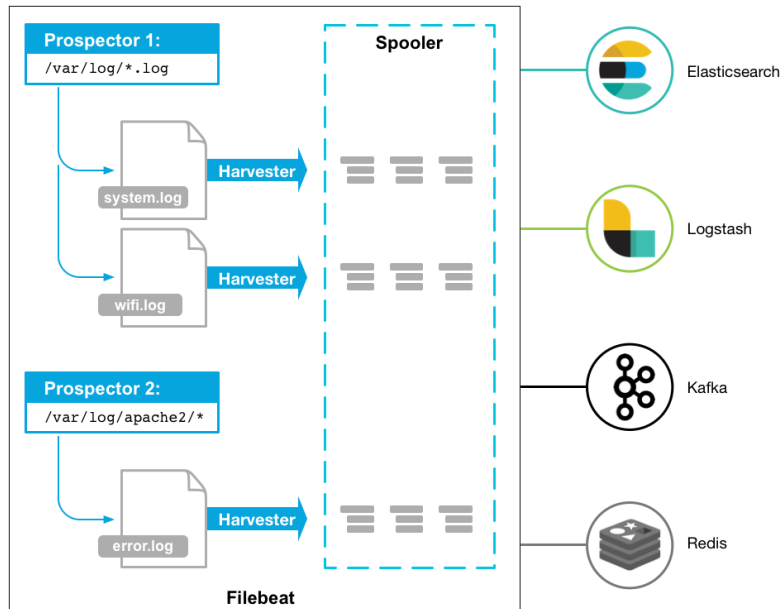 Prospector 1:
/var/log/*.log
Spooler
Elasticsearch
Harvester
system.log
Logstash
Harvester
wifi.log
Prospector 2:
/var/log/apache2/*
Kafka
Harvester
error.log
Redis
Filebeat